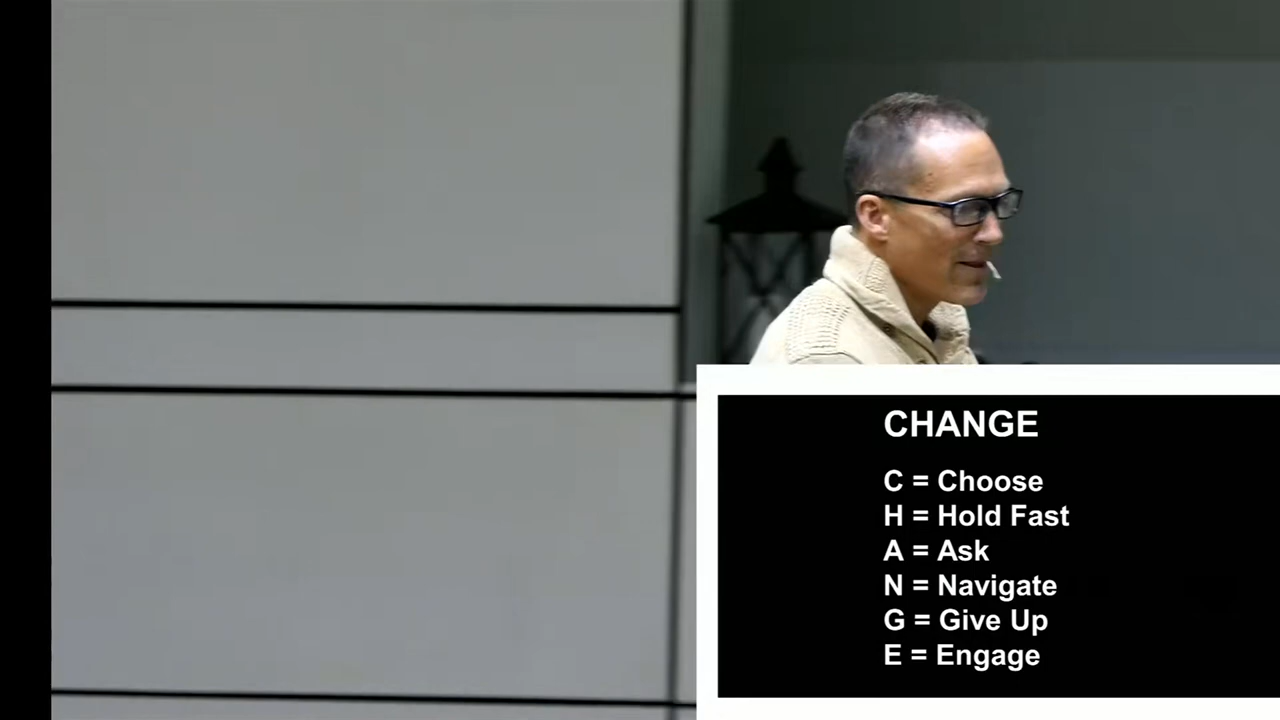 CHANGE
C = Choose
H = Hold Fast
A = Ask
N = Navigate
G = Give Up
E = Engage